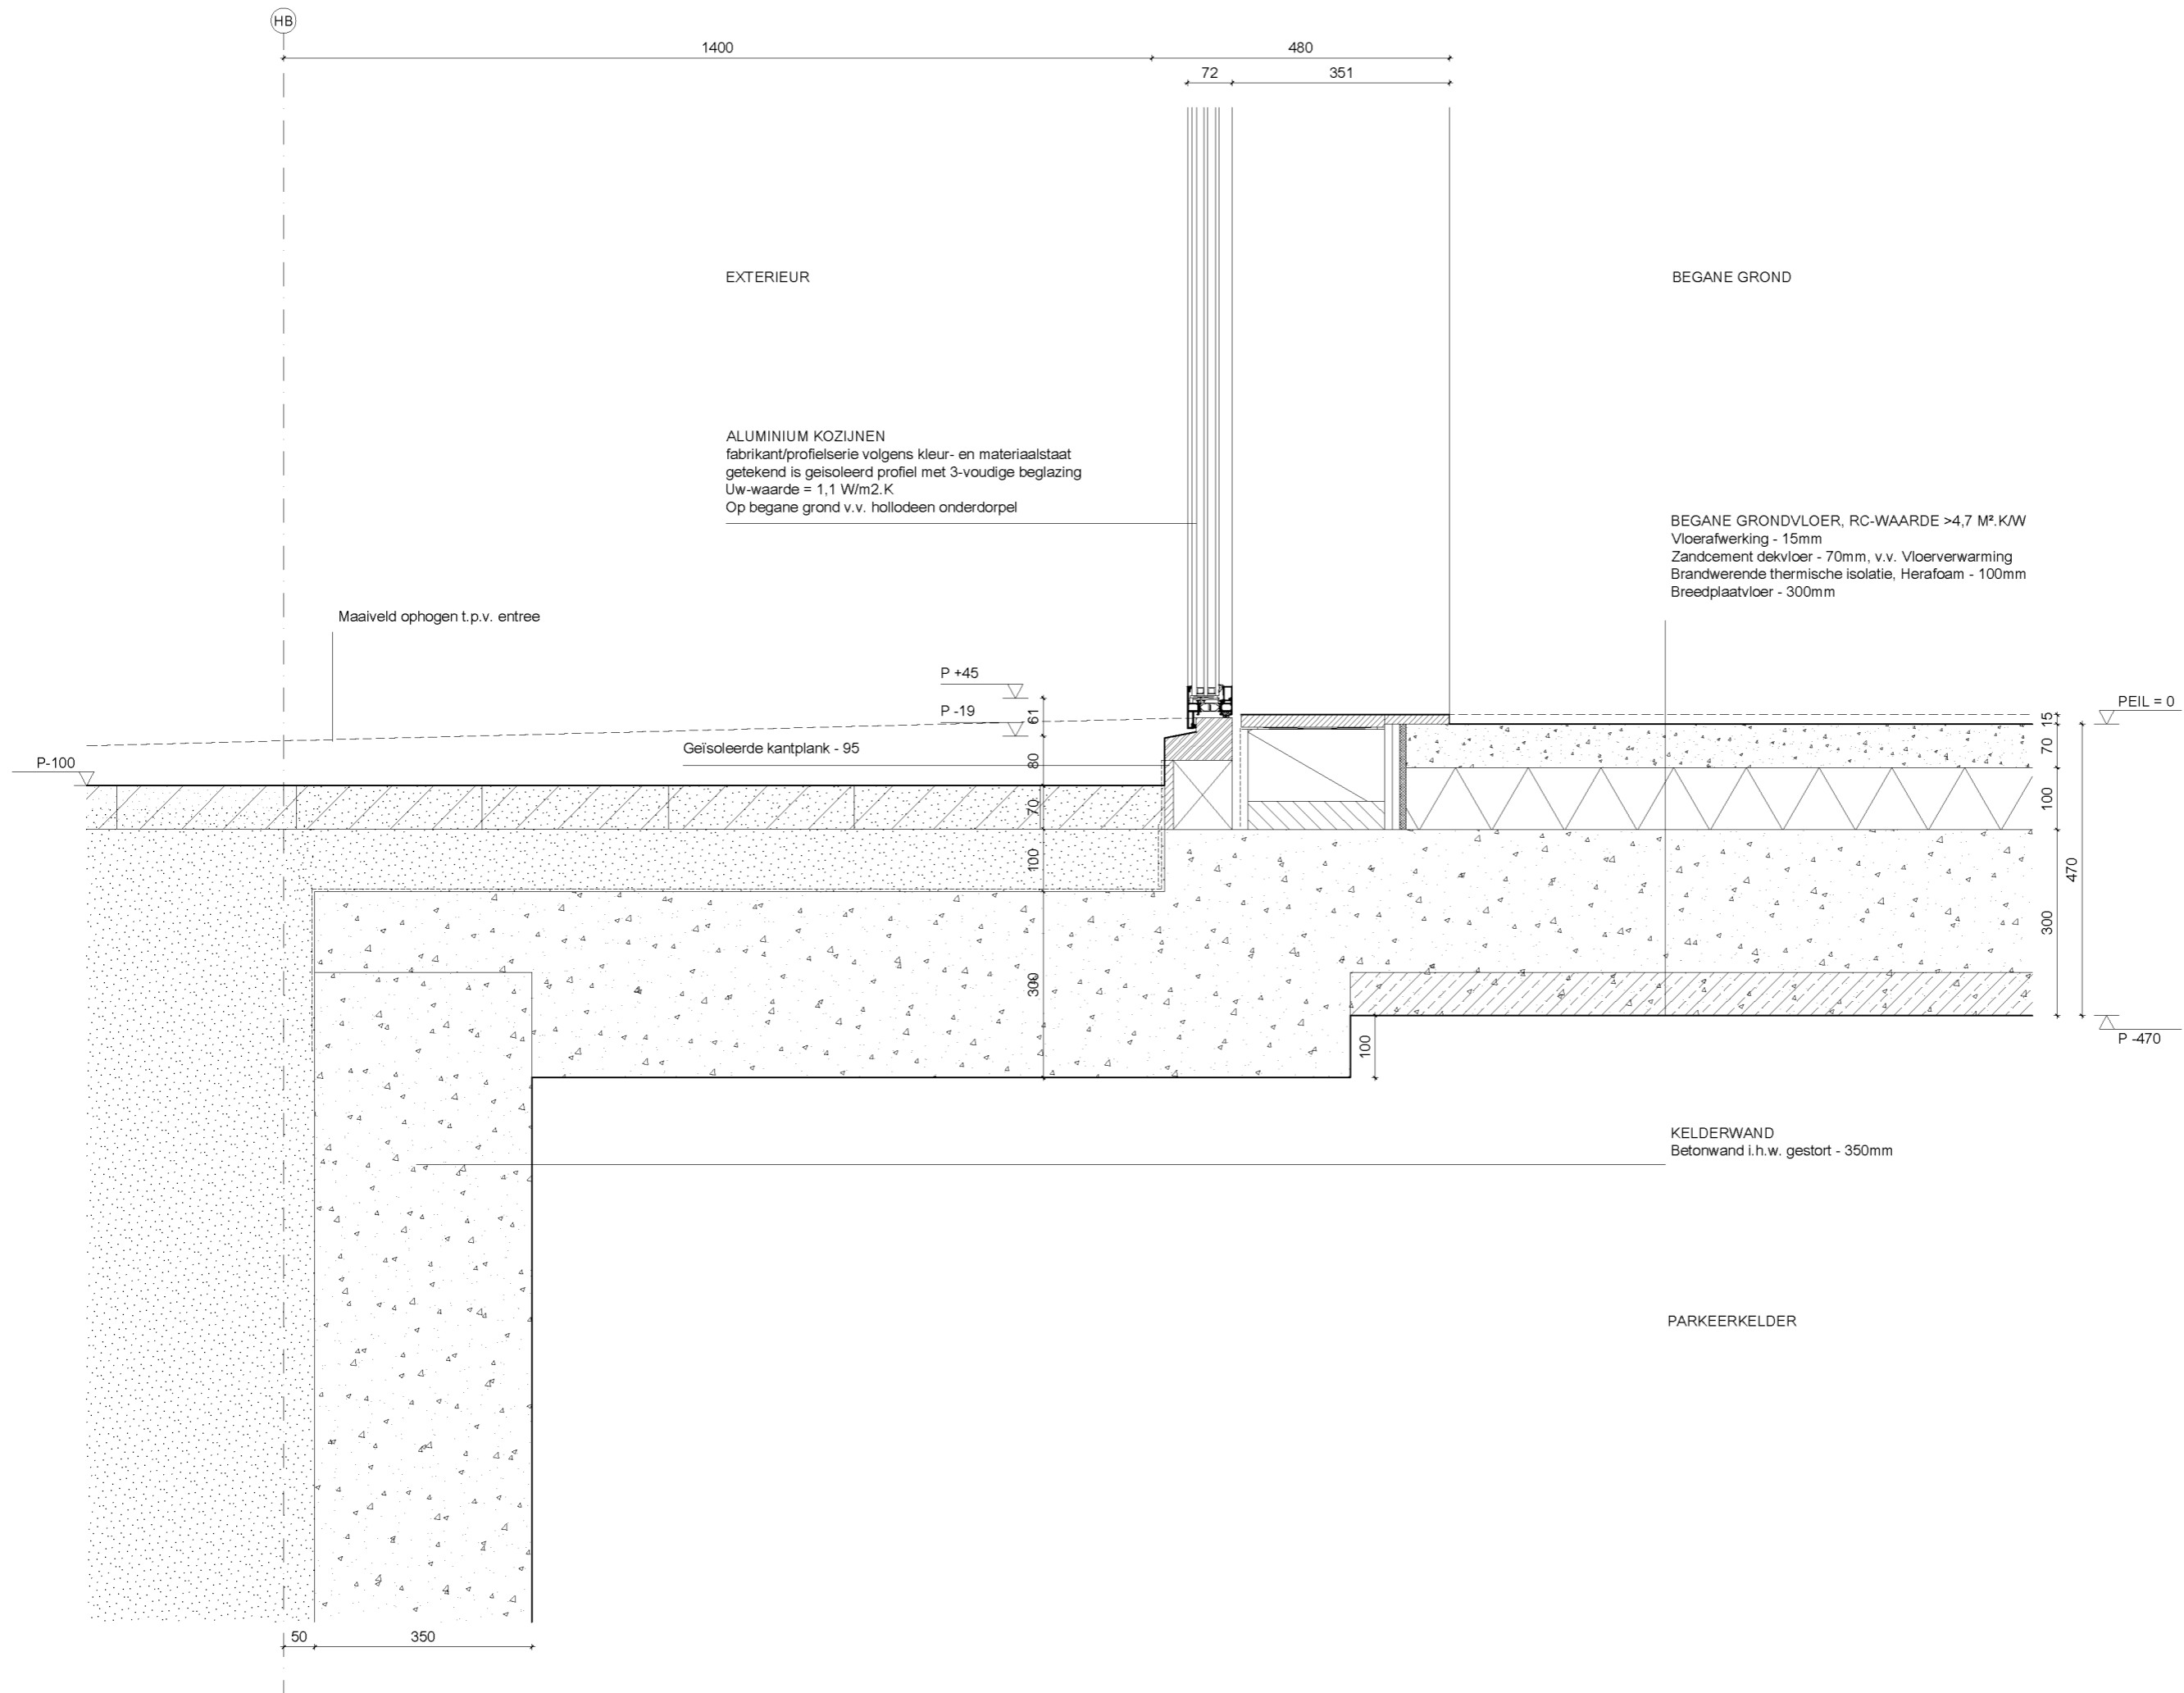 HB
1400
480
72
351
EXTERIEUR
BEGANE GROND
ALUMINIUM KOZIJNEN
fabrikant/profielserie volgens kleur- en materiaalstaat
getekend is geisoleerd profiel met 3-voudige beglazing
Uw-waarde = 1,1 W/m2.K
Op begane grond v.v. hollodeen onderdorpel
BEGANE GRONDVLOER, RC-WAARDE >4,7 M².K/W
Vloerafwerking - 15mm
Zandcement dekvloer - 70mm, v.v. Vloerverwarming
Brandwerende thermische isolatie, Herafoam - 100mm
Breedplaatvloer - 300mm
Maaiveld ophogen t.p.v. entree
P +45
P -19
61
PEIL = 0
15
70
Geïsoleerde kantplank - 95
80
P-100
70
100
100
470
300
300
100
P -470
KELDERWAND
Betonwand i.h.w. gestort - 350mm
PARKEERKELDER
50
350